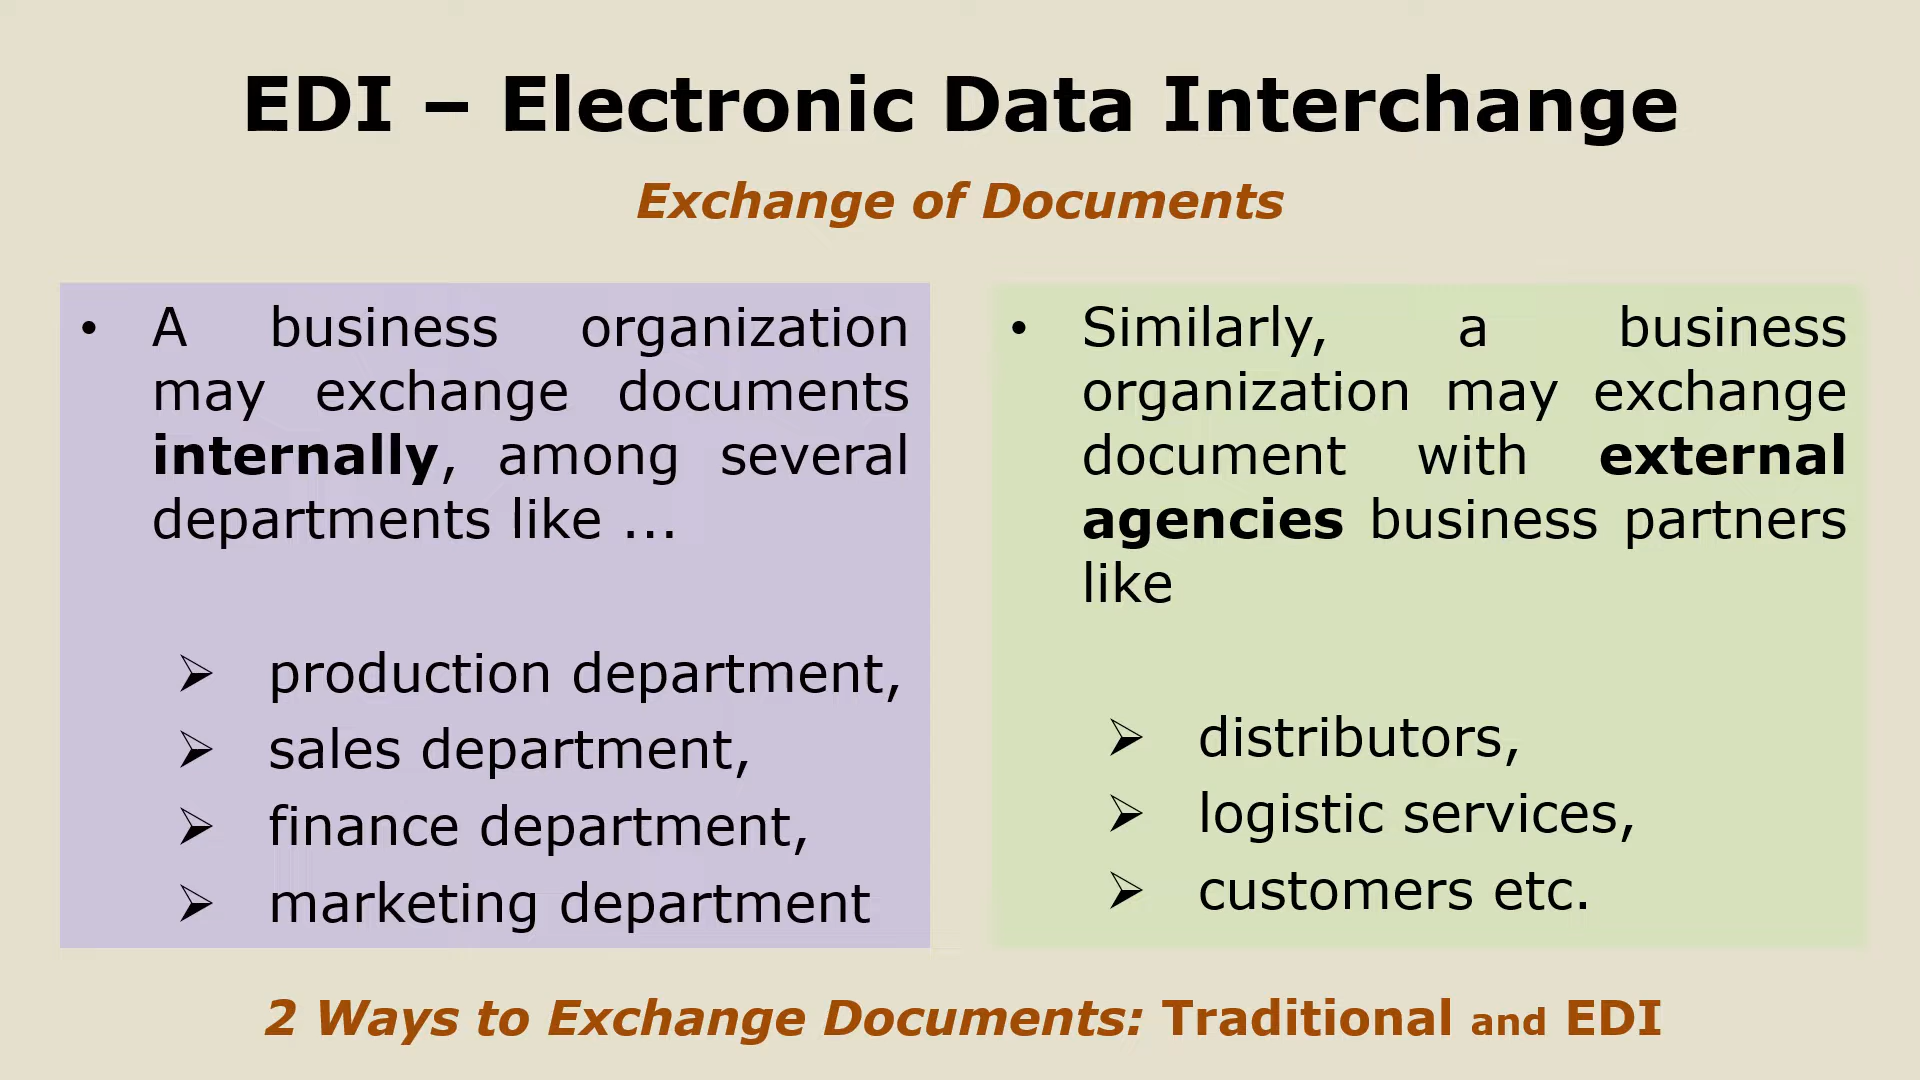 EDI – Electronic Data Interchange
Exchange of Documents
• A business organization
may exchange documents
internally, among several
departments like ...
➢ production department,
➢ sales department,
➢ finance department,
➢ marketing department
• Similarly, a business
organization may exchange
document with external
agencies business partners
like
➢ distributors,
➢ logistic services,
➢ customers etc.
2 Ways to Exchange Documents: Traditional and EDI